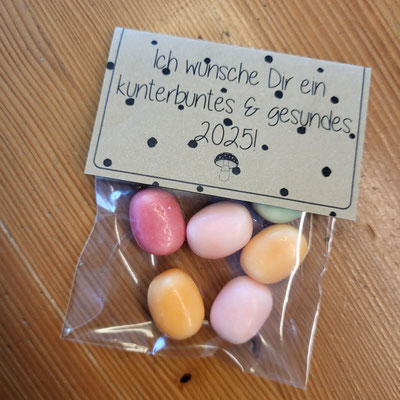 Ich wünsche Dir ein
kunterbuntes & gesundes
2025!